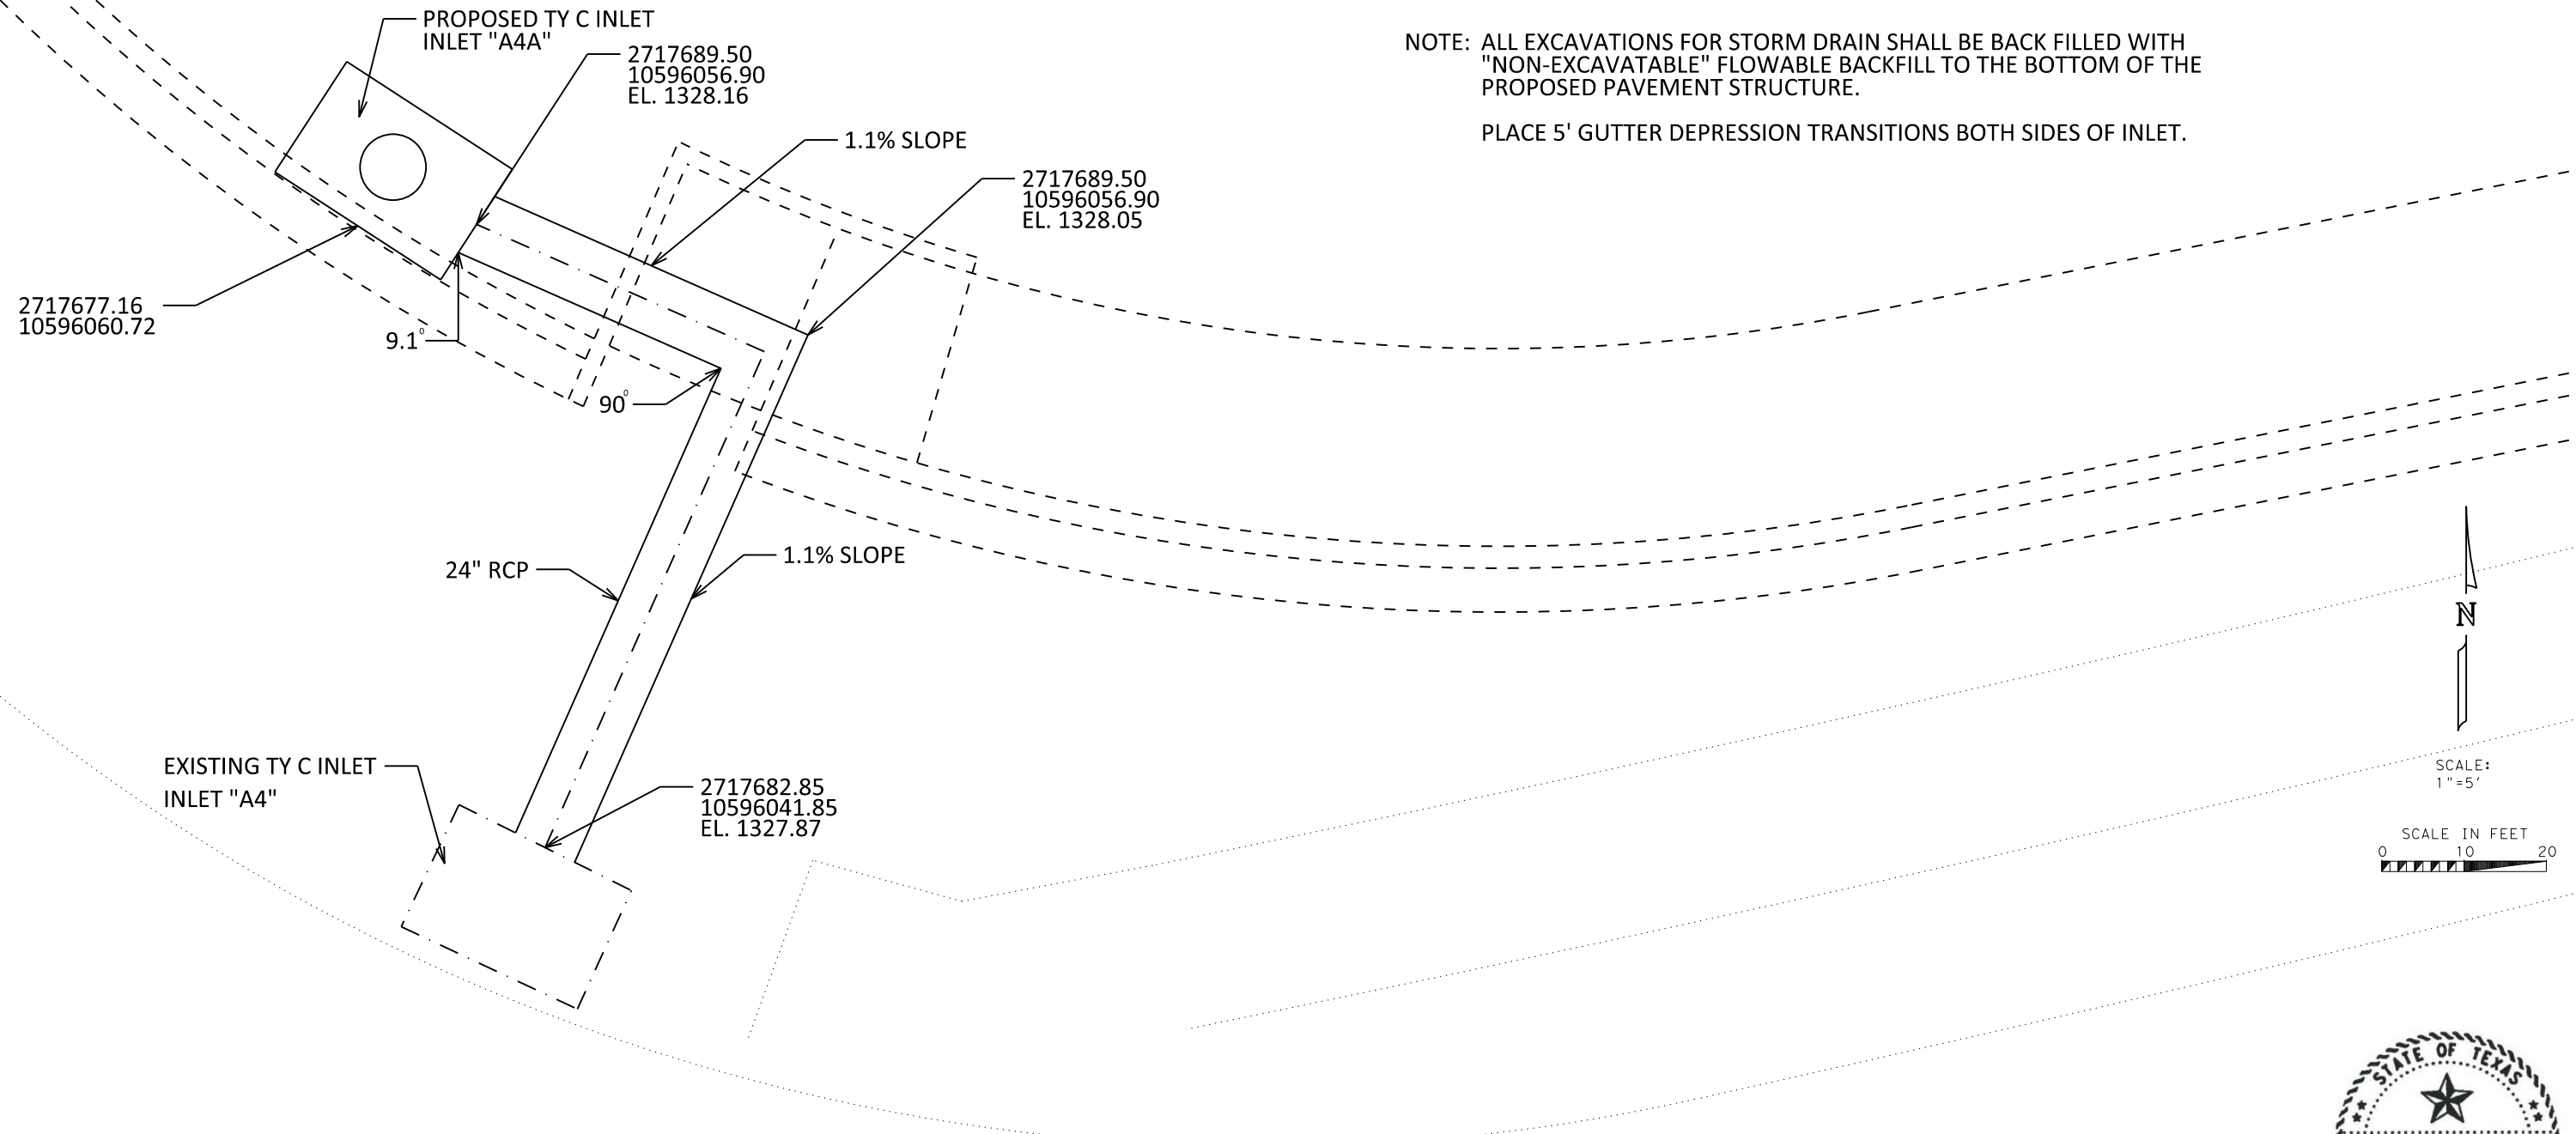 PROPOSED TY C INLET
INLET "A4A"
2717689.50
10596056.90
EL. 1328.16
1.1% SLOPE
2717689.50
10596056.90
EL. 1328.05
NOTE: ALL EXCAVATIONS FOR STORM DRAIN SHALL BE BACK FILLED WITH
"NON-EXCAVATABLE" FLOWABLE BACKFILL TO THE BOTTOM OF THE
PROPOSED PAVEMENT STRUCTURE.
PLACE 5' GUTTER DEPRESSION TRANSITIONS BOTH SIDES OF INLET.
2717677.16
10596060.72
9.1°
90°
24" RCP
1.1% SLOPE
EXISTING TY C INLET
INLET "A4"
2717682.85
10596041.85
EL. 1327.87
N
SCALE:
1"=5'
SCALE IN FEET
0 10 20
STATE OF TEXAS